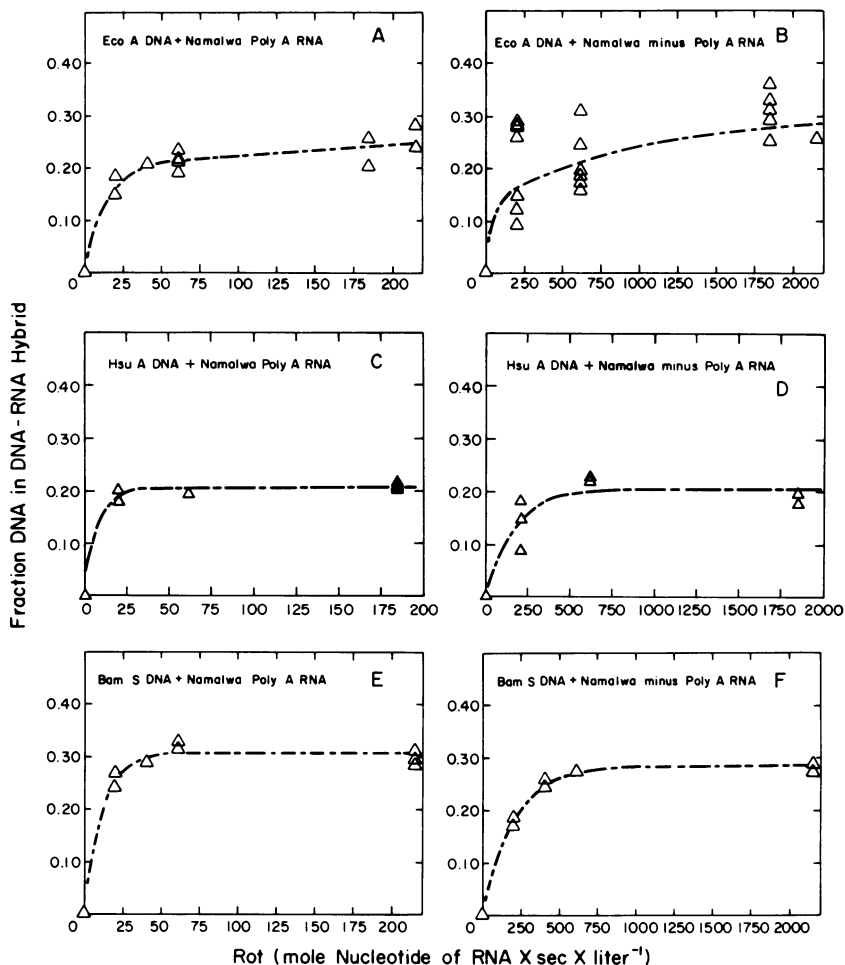 Eco A DNA + Namalwa Poly A RNA A
0.40
0.30
0.20
0.10
0 25 50 75 100 125 150 175 200
Eco A DNA + Namalwa minus Poly A RNA B
0.40
0.30
0.20
0.10
0 250 500 750 1000 1250 1500 1750 2000
Hsu A DNA + Namalwa Poly A RNA C
0.40
0.30
0.20
0.10
0 25 50 75 100 125 150 175 200
Hsu A DNA + Namalwa minus Poly A RNA D
0.40
0.30
0.20
0.10
0 250 500 750 1000 1250 1500 1750 2000
Bam S DNA + Namalwa Poly A RNA E
0.40
0.30
0.20
0.10
0 25 50 75 100 125 150 175 200
Bam S DNA + Namalwa minus Poly A RNA F
0.40
0.30
0.20
0.10
0 250 500 750 1000 1250 1500 1750 2000
Fraction DNA in DNA-RNA Hybrid
Rot (mole Nucleotide of RNA X sec X liter⁻¹)